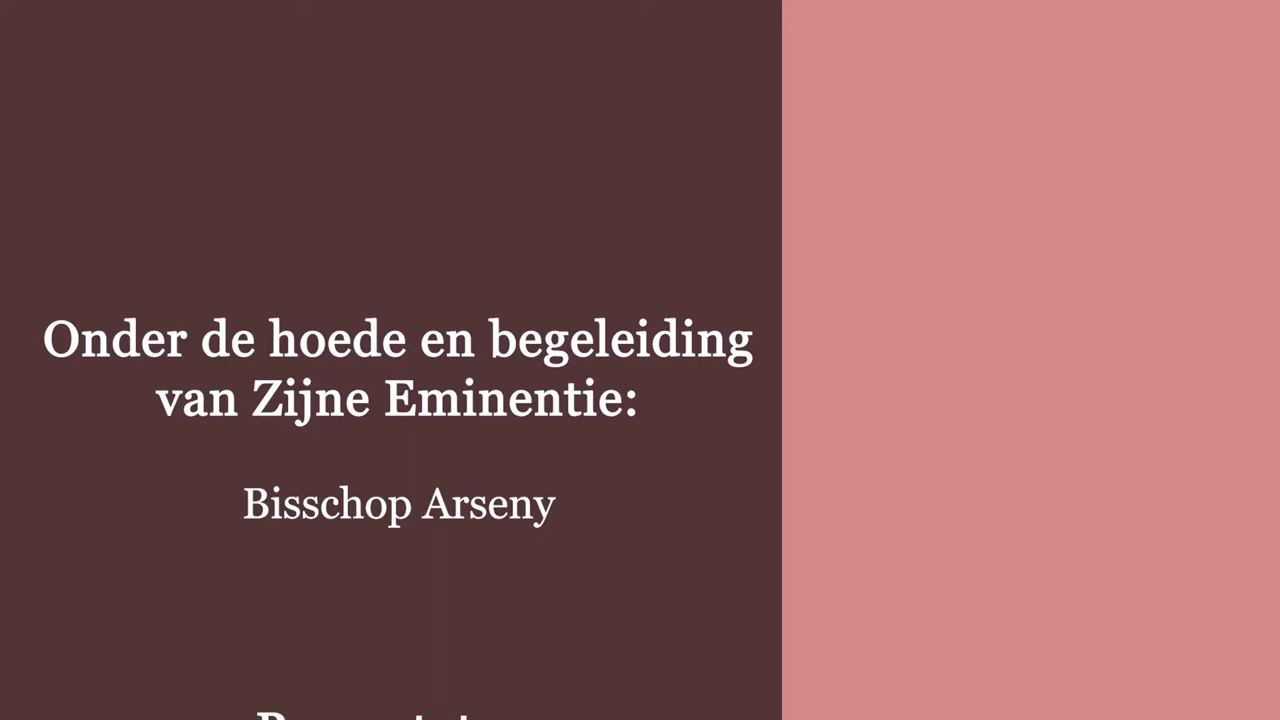 Onder de hoede en begeleiding
van Zijne Eminentie:
Bisschop Arseny